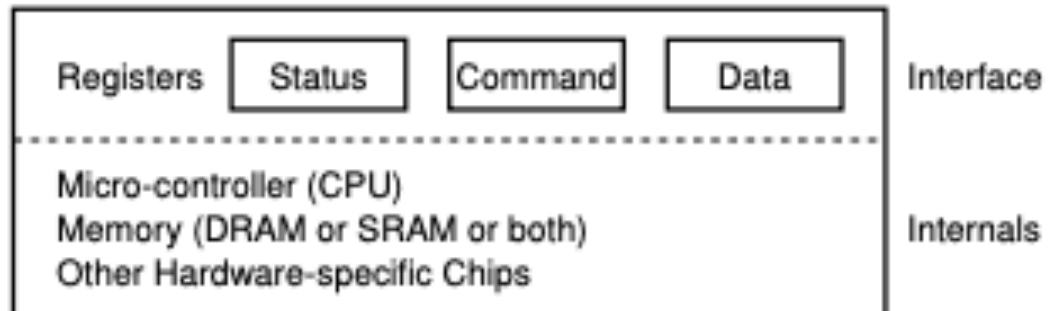 Registers Status Command Data Interface
Micro-controller (CPU)
Memory (DRAM or SRAM or both) Internals
Other Hardware-specific Chips